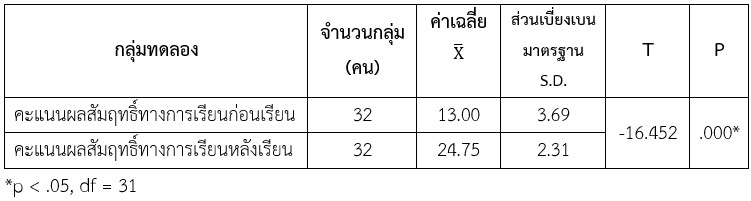 กลุ่มทดลอง จำนวนกลุ่ม (คน) ค่าเฉลี่ย X̄ ส่วนเบี่ยงเบนมาตรฐาน S.D. T P
คะแนนผลสัมฤทธิ์ทางการเรียนก่อนเรียน 32 13.00 3.69 -16.452 .000*
คะแนนผลสัมฤทธิ์ทางการเรียนหลังเรียน 32 24.75 2.31
*p < .05, df = 31